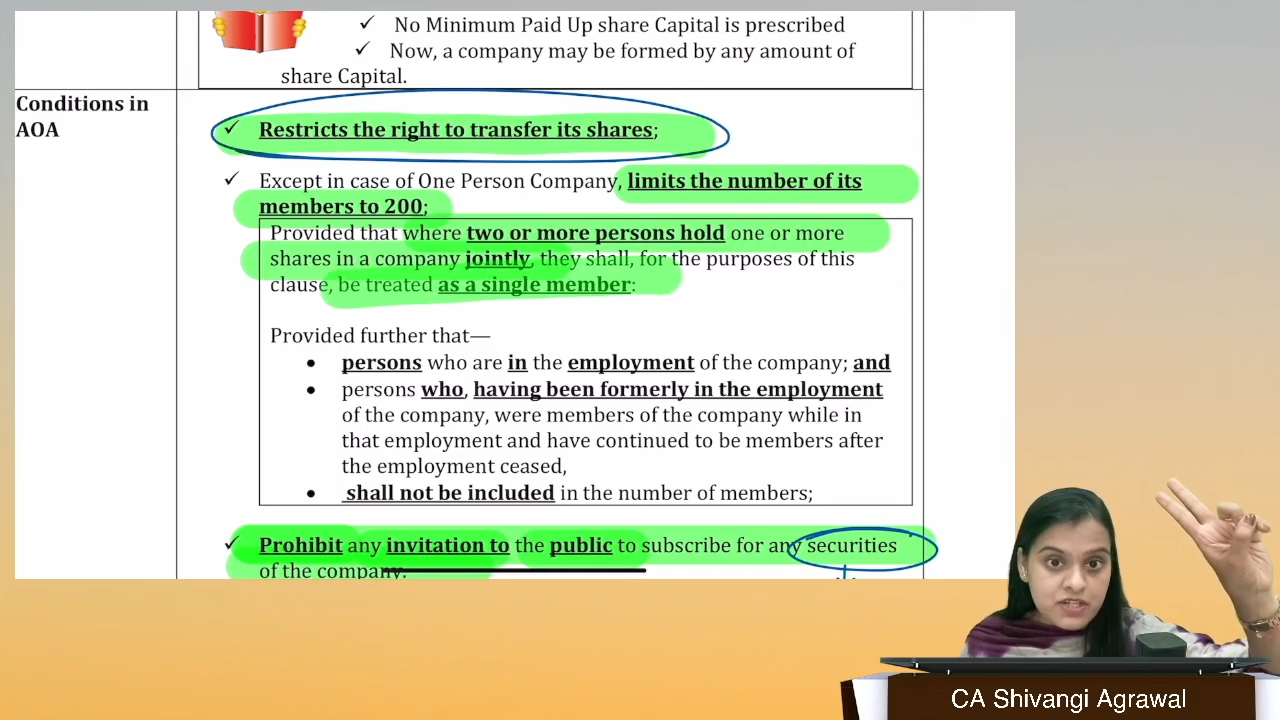 ✓ No Minimum Paid Up share Capital is prescribed
✓ Now, a company may be formed by any amount of
share Capital.
Conditions in
AOA
✓ Restricts the right to transfer its shares;
✓ Except in case of One Person Company, limits the number of its
members to 200;
Provided that where two or more persons hold one or more
shares in a company jointly, they shall, for the purposes of this
clause, be treated as a single member:
Provided further that—
• persons who are in the employment of the company; and
• persons who, having been formerly in the employment
of the company, were members of the company while in
that employment and have continued to be members after
the employment ceased,
• shall not be included in the number of members;
✓ Prohibit any invitation to the public to subscribe for any securities
of the company.
CA Shivangi Agrawal